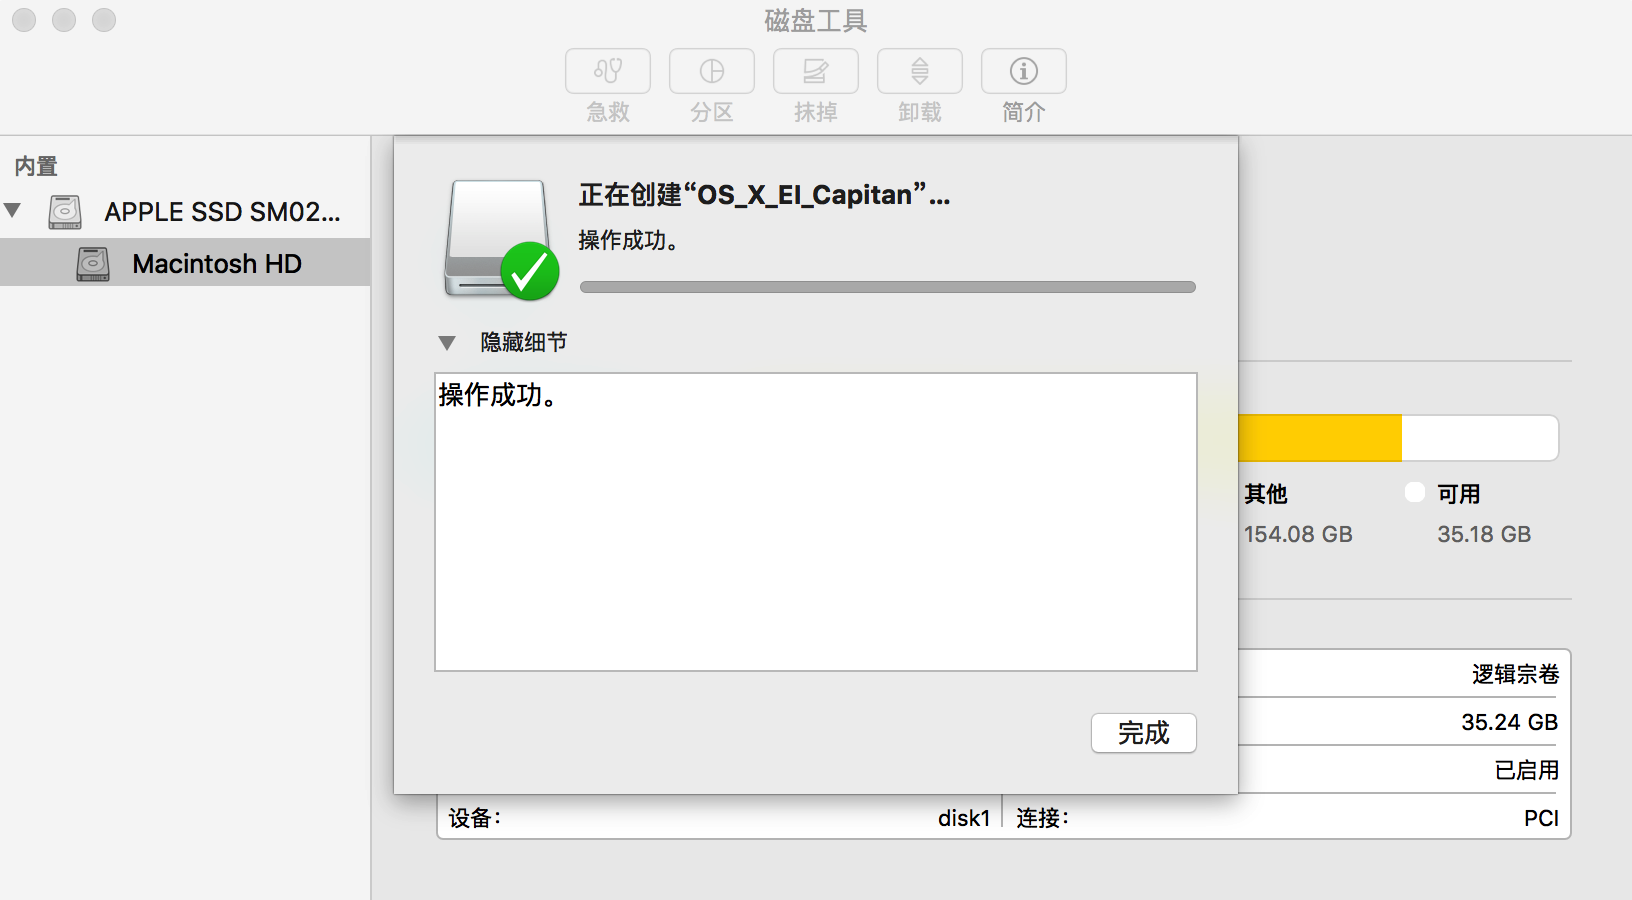 磁盘工具
急救
分区
抹掉
卸载
简介
内置
APPLE SSD SM02...
Macintosh HD
正在创建“OS_X_El_Capitan”...
操作成功。
隐藏细节
操作成功。
完成
其他
154.08 GB
可用
35.18 GB
逻辑宗卷
35.24 GB
已启用
设备：
disk1
连接：
PCI